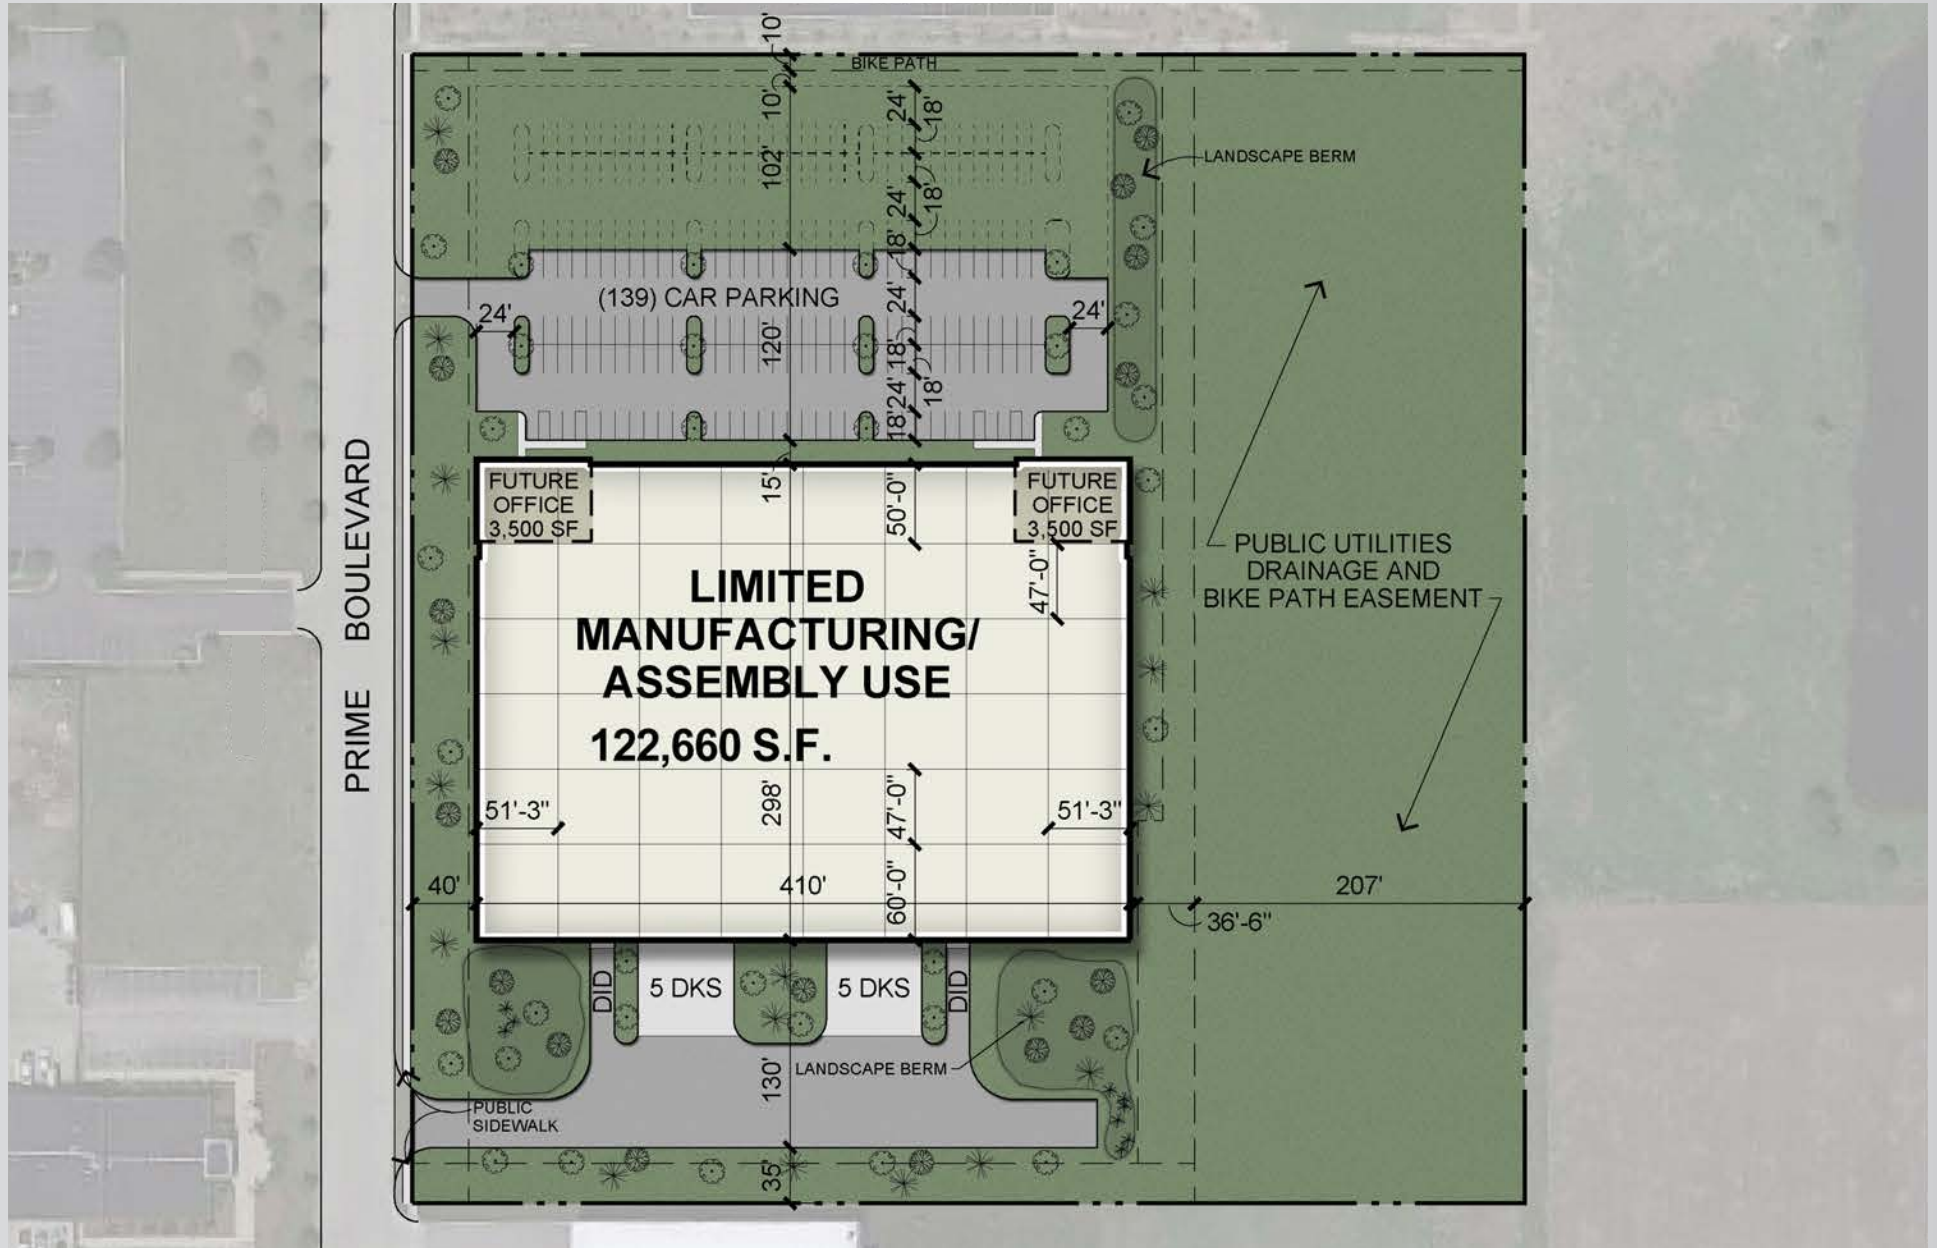 10'
BIKE PATH
10'
24'
18'
LANDSCAPE BERM
102'
24'
18'
18'
(139) CAR PARKING
24'
24'
24'
120'
18'
18'
24'
18'
15'
50'-0"
FUTURE
OFFICE
3,500 SF
FUTURE
OFFICE
3,500 SF
47'-0"
PRIME BOULEVARD
LIMITED
MANUFACTURING/
ASSEMBLY USE
122,660 S.F.
PUBLIC UTILITIES
DRAINAGE AND
BIKE PATH EASEMENT
298'
47'-0"
51'-3"
51'-3"
40'
410'
60'-0"
207'
36'-6"
DID
5 DKS
5 DKS
DID
130'
LANDSCAPE BERM
PUBLIC
SIDEWALK
35'